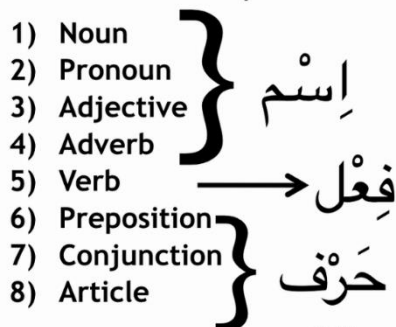 1) Noun
2) Pronoun
3) Adjective
4) Adverb
اِسْم
5) Verb
فِعْل
6) Preposition
7) Conjunction
8) Article
حَرْف